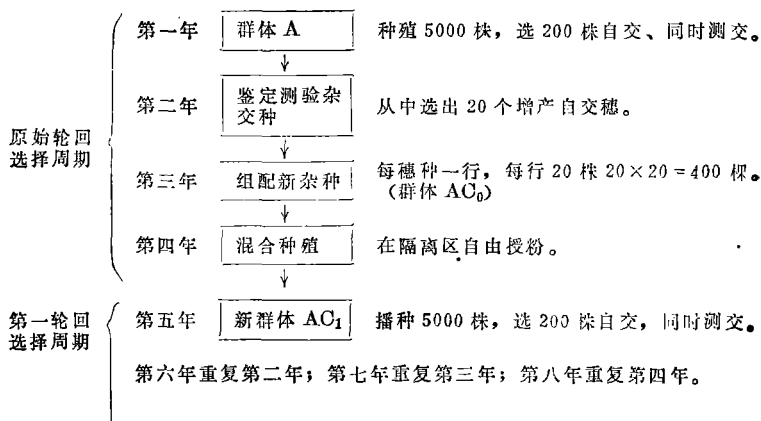 第一年 群体 A 种殖 5000 株，选 200 株自交、同时测交。
第二年 鉴定测验杂交种 从中选出 20 个增产自交穗。
原始轮回选择周期
第三年 组配新杂种 每穗种一行，每行 20 株 20×20＝400 棵。
（群体 AC₀）
第四年 混合种殖 在隔离区自由授粉。
第一轮回选择周期
第五年 新群体 AC₁ 播种 5000 株，选 200 株自交，同时测交。
第六年重复第二年；第七年重复第三年；第八年重复第四年。